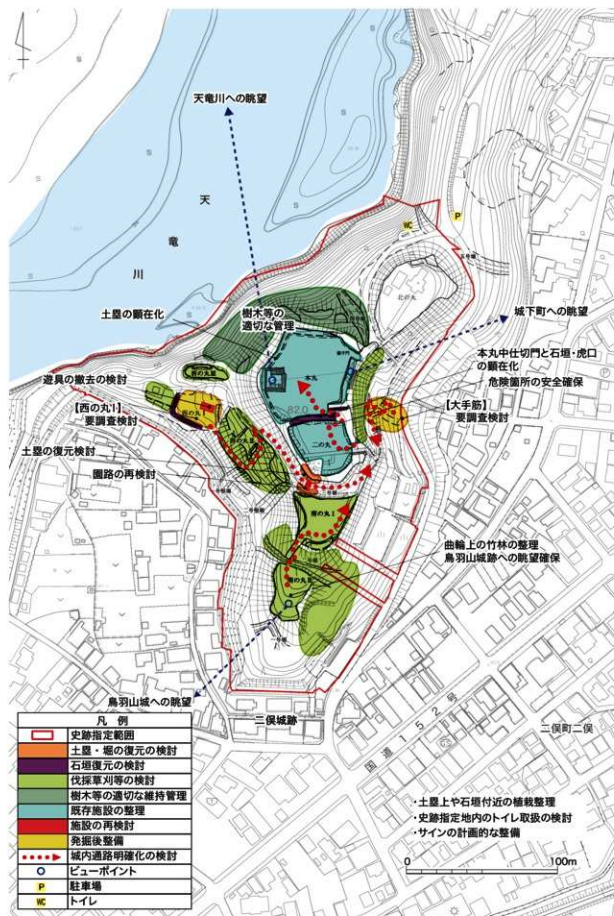 天竜川への眺望
天
竜
川
土塁の顕在化
樹木等の
適切な管理
WC
P
北の丸
城下町への眺望
本丸中仕切門と石垣・虎口
の顕在化
危険箇所の安全確保
遊具の撤去の検討
【西の丸Ⅰ】
要調査検討
【大手筋】
要調査検討
本丸
82.0
二の丸
土塁の復元検討
園路の再検討
南の丸Ⅰ
曲輪上の竹林の整理
鳥羽山城跡への眺望確保
鳥羽山城への眺望
二俣城跡
国道152号
二俣町二俣
凡 例
史跡指定範囲
土塁・堀の復元の検討
石垣復元の検討
伐採草刈等の検討
樹木等の適切な維持管理
既存施設の整理
施設の再検討
発掘後整備
城内通路明確化の検討
ビューポイント
P 駐車場
WC トイレ
・土塁上や石垣付近の植栽整理
・史跡指定地内のトイレ取扱の検討
・サインの計画的な整備
0 100m